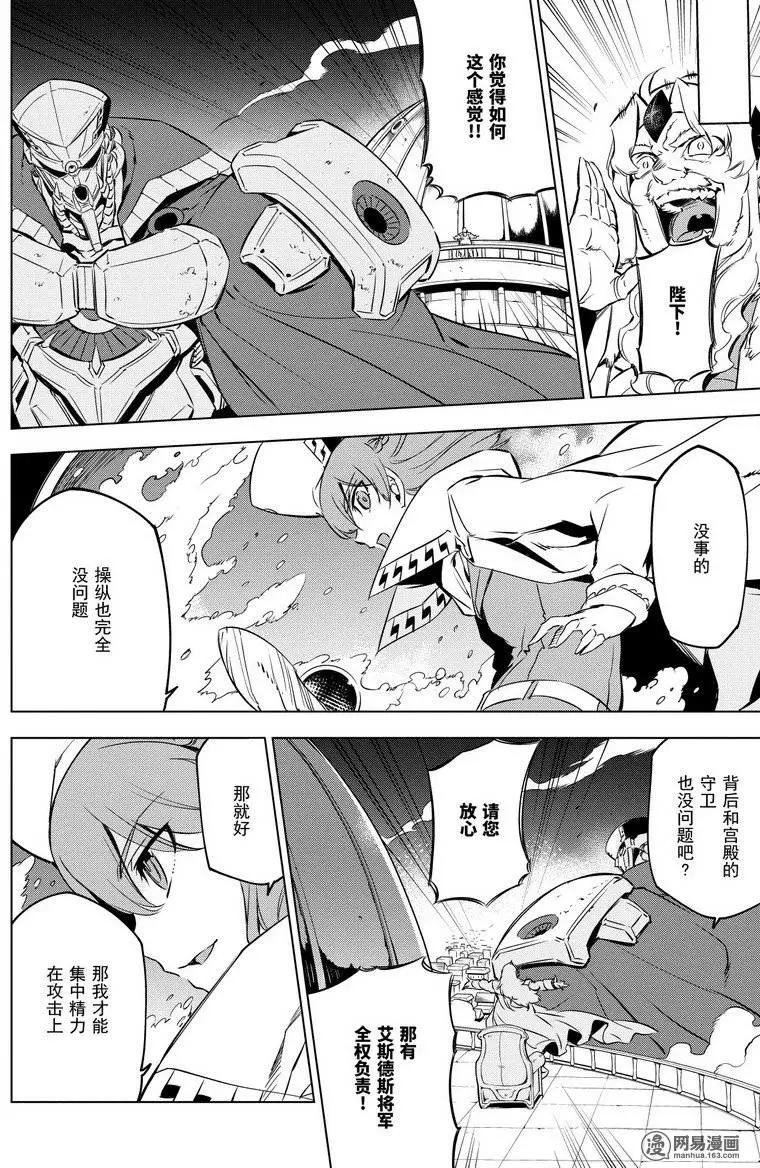 陛下！
你觉得如何
这个感觉!!
没事的
操纵也完全
没问题
背后和宫殿的
守卫
也没问题吧？
请您
放心
那有
艾斯德斯将军
全权负责！
那就好
那我才能
集中精力
在攻击上
漫 网易漫画
manhua.163.com